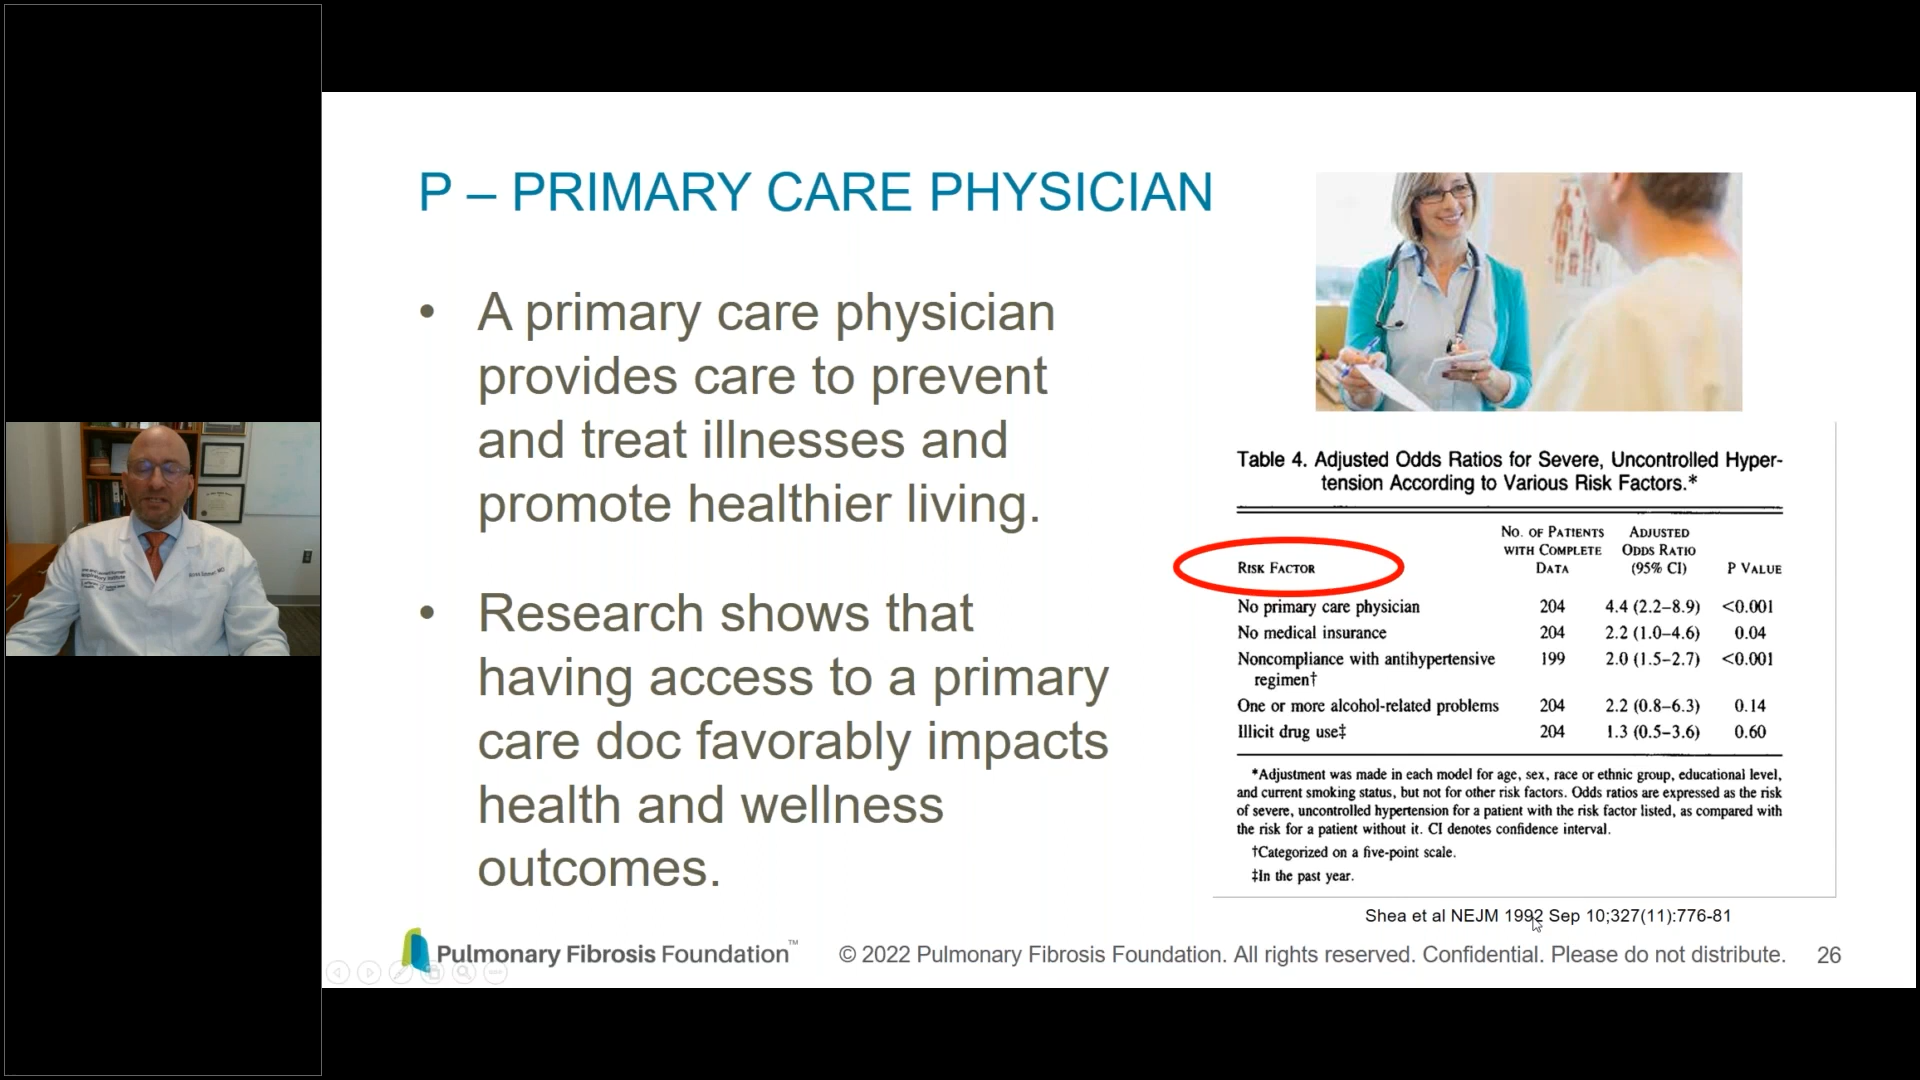 P – PRIMARY CARE PHYSICIAN
• A primary care physician
provides care to prevent
and treat illnesses and
promote healthier living.
• Research shows that
having access to a primary
care doc favorably impacts
health and wellness
outcomes.
Table 4. Adjusted Odds Ratios for Severe, Uncontrolled Hyper-
tension According to Various Risk Factors.*
RISK FACTOR
NO. OF PATIENTS
WITH COMPLETE
DATA
ADJUSTED
ODDS RATIO
(95% CI)
P VALUE
No primary care physician 204 4.4 (2.2–8.9) <0.001
No medical insurance 204 2.2 (1.0–4.6) 0.04
Noncompliance with antihypertensive 199 2.0 (1.5–2.7) <0.001
regimen†
One or more alcohol-related problems 204 2.2 (0.8–6.3) 0.14
Illicit drug use‡ 204 1.3 (0.5–3.6) 0.60
*Adjustment was made in each model for age, sex, race or ethnic group, educational level,
and current smoking status, but not for other risk factors. Odds ratios are expressed as the risk
of severe, uncontrolled hypertension for a patient with the risk factor listed, as compared with
the risk for a patient without it. CI denotes confidence interval.
†Categorized on a five-point scale.
‡In the past year.
Shea et al NEJM 1992 Sep 10;327(11):776-81
Pulmonary Fibrosis Foundation™
© 2022 Pulmonary Fibrosis Foundation. All rights reserved. Confidential. Please do not distribute. 26